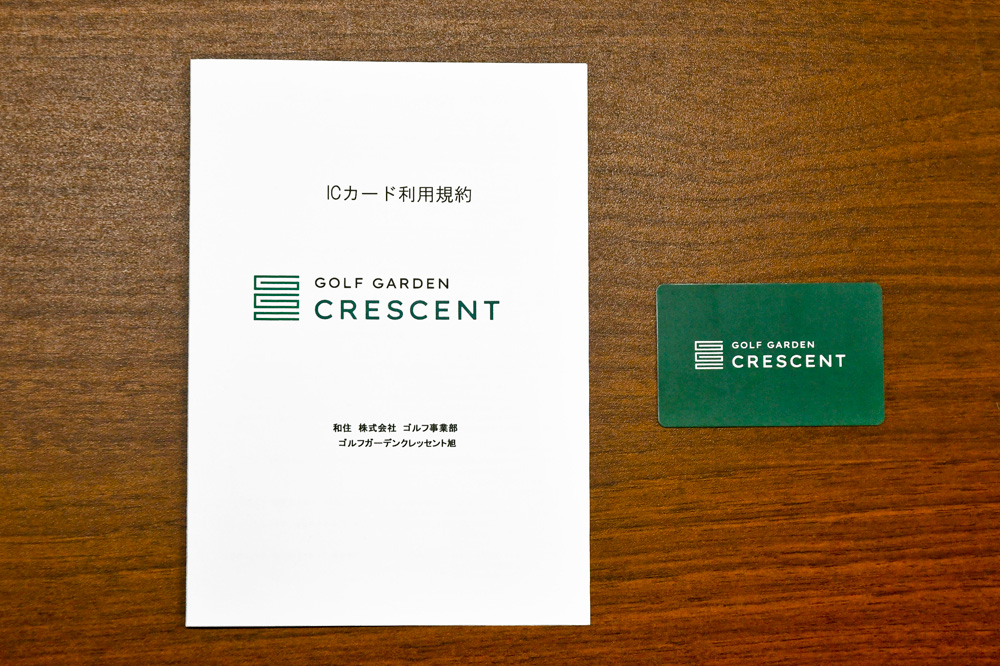 ICカード利用規約
GOLF GARDEN
CRESCENT
和住 株式会社 ゴルフ事業部
ゴルフガーデンクレッセント旭
GOLF GARDEN
CRESCENT